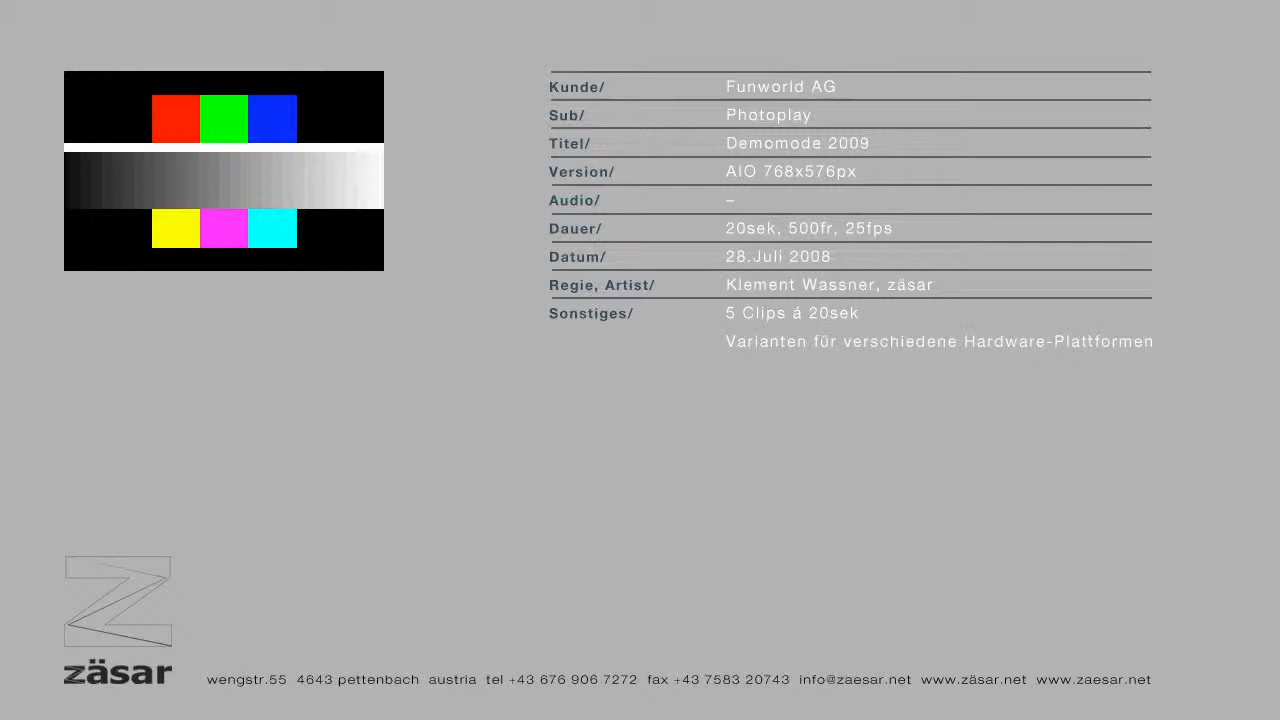 Kunde/ Funworld AG
Sub/ Photoplay
Titel/ Demomode 2009
Version/ AIO 768x576px
Audio/ –
Dauer/ 20sek, 500fr, 25fps
Datum/ 28.Juli 2008
Regie, Artist/ Klement Wassner, zäsar
Sonstiges/ 5 Clips á 20sek
Varianten für verschiedene Hardware-Plattformen
zäsar
wengstr.55 4643 pettenbach austria tel +43 676 906 7272 fax +43 7583 20743 info@zaesar.net www.zäsar.net www.zaesar.net